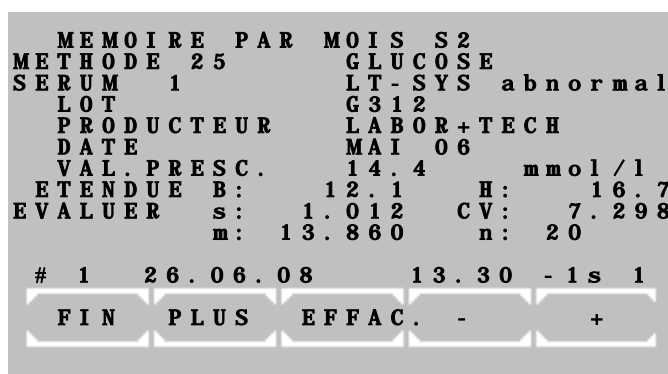 MEMOIRE PAR MOIS S2
METHODE 25 GLUCOSE
SERUM 1 LT-SYS abnormal
LOT G312
PRODUCTEUR LABOR+TECH
DATE MAI 06
VAL.PRESC. 14.4 mmol/l
ETENDUE B: 12.1 H: 16.7
EVALUER s: 1.012 CV: 7.298
m: 13.860 n: 20
# 1 26.06.08 13.30 -1s 1
FIN PLUS EFFAC. - +